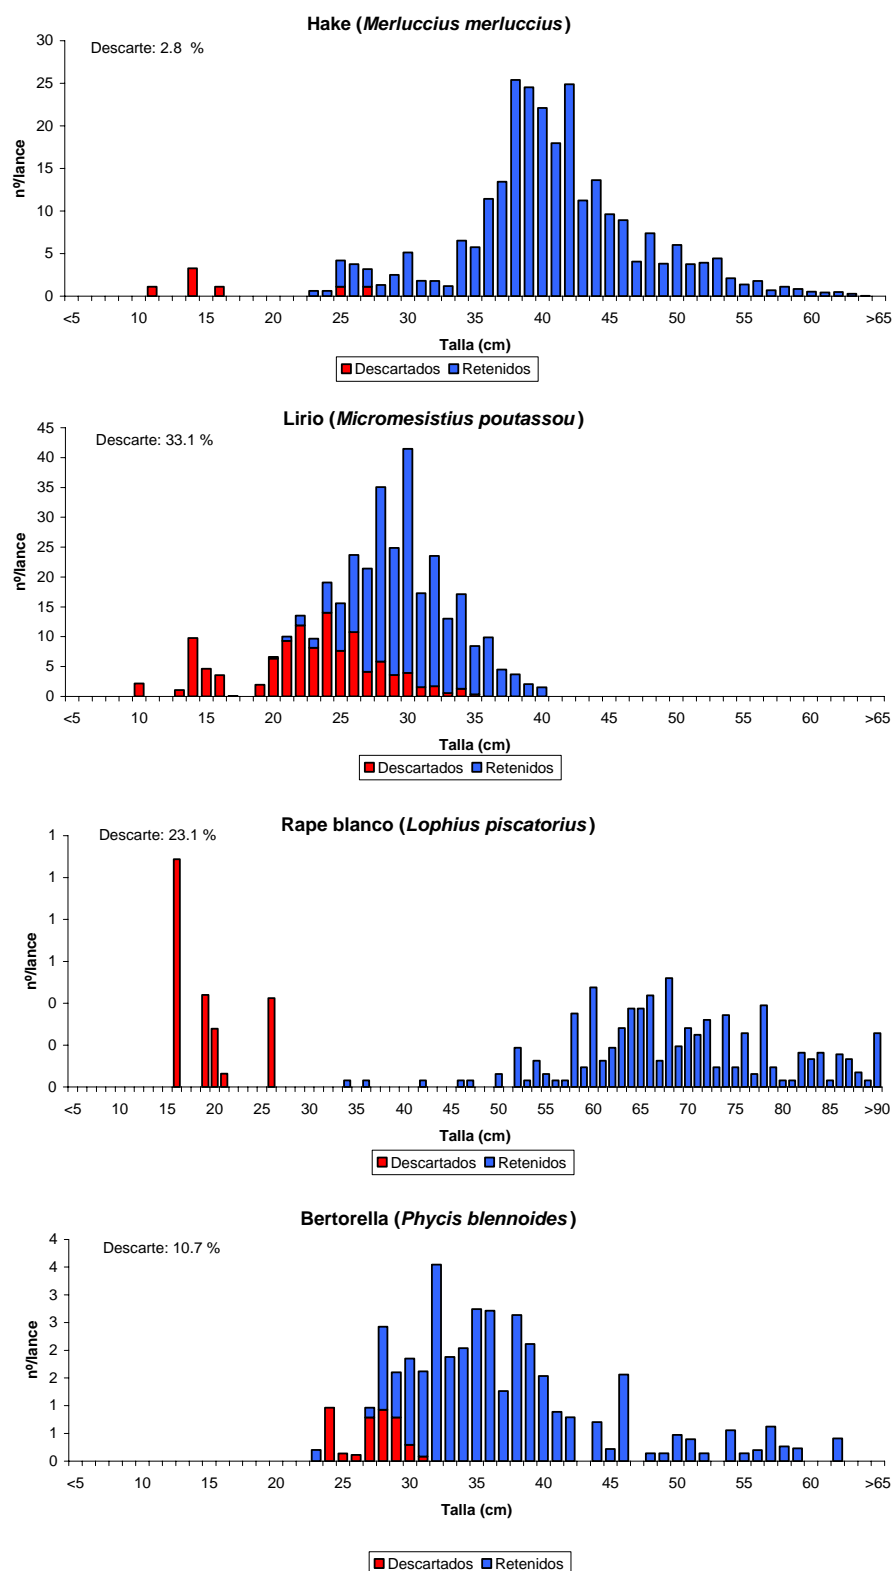 Hake (Merluccius merluccius)
Descarte: 2.8 %
30
25
20
15
10
5
0
nº/lance
<5 10 15 20 25 30 35 40 45 50 55 60 >65
Talla (cm)
Descartados Retenidos
Lirio (Micromesistius poutassou)
Descarte: 33.1 %
45
40
35
30
25
20
15
10
5
0
nº/lance
<5 10 15 20 25 30 35 40 45 50 55 60 >65
Talla (cm)
Descartados Retenidos
Rape blanco (Lophius piscatorius)
Descarte: 23.1 %
1
1
1
1
0
0
0
nº/lance
<5 10 15 20 25 30 35 40 45 50 55 60 65 70 75 80 85 >90
Talla (cm)
Descartados Retenidos
Bertorella (Phycis blennoides)
Descarte: 10.7 %
4
4
3
3
2
2
1
1
0
nº/lance
<5 10 15 20 25 30 35 40 45 50 55 60 >65
Talla (cm)
Descartados Retenidos